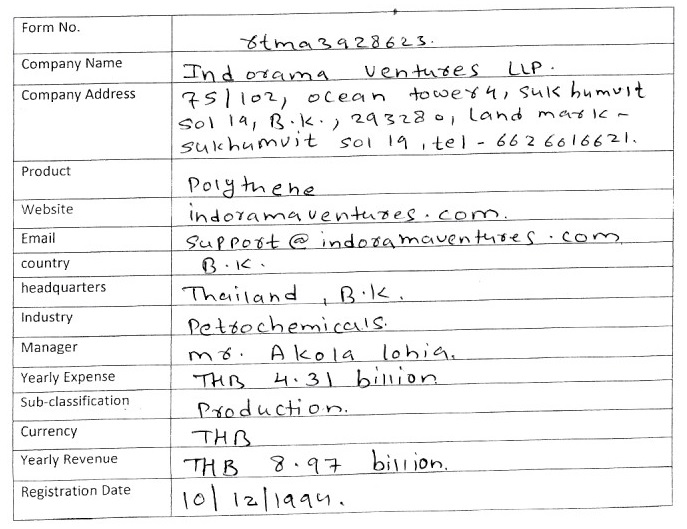 Form No. rtma3928623.
Company Name Indorama ventures LLP.
Company Address 75/102, ocean tower 4, sukhumvit
soi 19, B.K., 293280, land mark -
sukhumvit soi 19, tel - 6626616621.
Product Polythene
Website indoramaventures.com.
Email support@indoramaventures.com
country B.K.
headquarters Thailand, B.K.
Industry Petrochemicals.
Manager mr. Akola lohia.
Yearly Expense THB 4.31 billion
Sub-classification Production.
Currency THB
Yearly Revenue THB 8.97 billion.
Registration Date 10/12/1994.